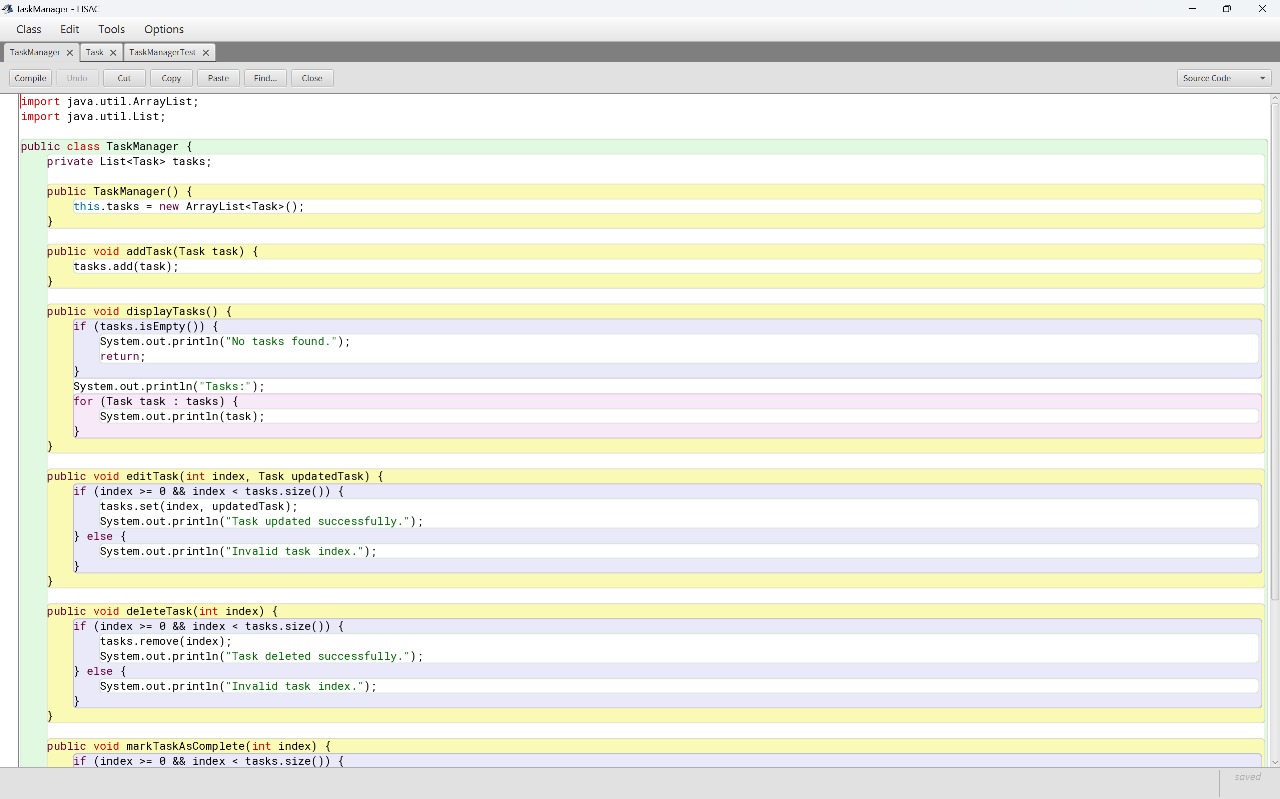 TaskManager - LISAC
Class Edit Tools Options
TaskManager Task TaskManagerTest
Compile Undo Cut Copy Paste Find... Close Source Code
import java.util.ArrayList;
import java.util.List;
public class TaskManager {
private List<Task> tasks;
public TaskManager() {
this.tasks = new ArrayList<Task>();
}
public void addTask(Task task) {
tasks.add(task);
}
public void displayTasks() {
if (tasks.isEmpty()) {
System.out.println("No tasks found.");
return;
}
System.out.println("Tasks:");
for (Task task : tasks) {
System.out.println(task);
}
}
public void editTask(int index, Task updatedTask) {
if (index >= 0 && index < tasks.size()) {
tasks.set(index, updatedTask);
System.out.println("Task updated successfully.");
} else {
System.out.println("Invalid task index.");
}
}
public void deleteTask(int index) {
if (index >= 0 && index < tasks.size()) {
tasks.remove(index);
System.out.println("Task deleted successfully.");
} else {
System.out.println("Invalid task index.");
}
}
public void markTaskAsComplete(int index) {
if (index >= 0 && index < tasks.size()) {
saved